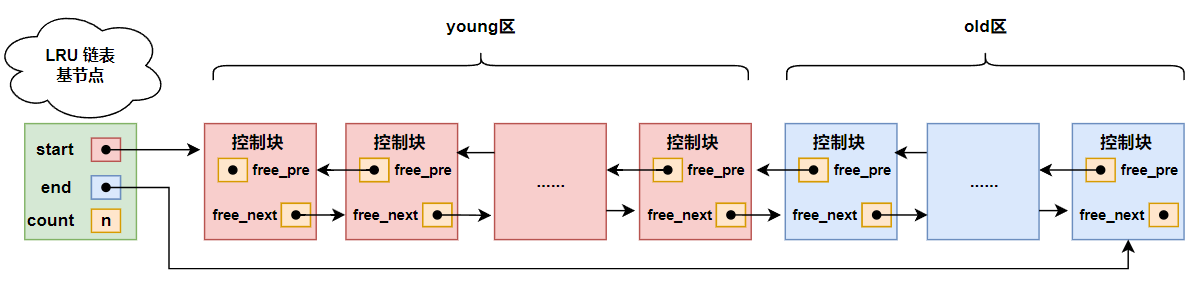 LRU 链表
基节点
young区
old区
start
end
count n
控制块
free_pre
free_next
控制块
free_pre
free_next
......
控制块
free_pre
free_next
控制块
free_pre
free_next
......
控制块
free_pre
free_next